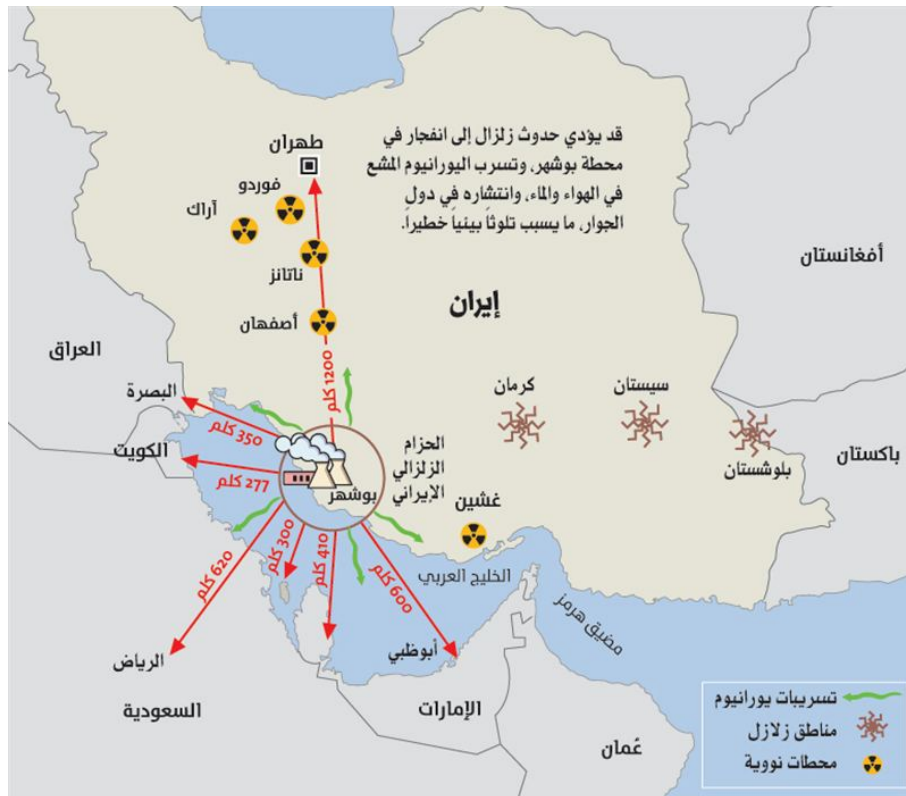 قد يؤدي حدوث زلزال إلى انفجار في
محطة بوشهر، وتسرب اليورانيوم المشع
في الهواء والماء، وانتشاره في دول
الجوار، ما يسبب تلوثاً بيئياً خطيراً.
طهران
فوردو
آراك
ناتانز
أصفهان
إيران
أفغانستان
العراق
1200 كلم
البصرة
350 كلم
كرمان
سيستان
بلوشستان
باكستان
الكويت
277 كلم
الحزام
الزلزالي
الإيراني
بوشهر
غشين
620 كلم
300 كلم
410 كلم
600 كلم
الخليج العربي
مضيق هرمز
أبوظبي
الرياض
السعودية
الإمارات
عُمان
تسريبات يورانيوم
مناطق زلازل
محطات نووية